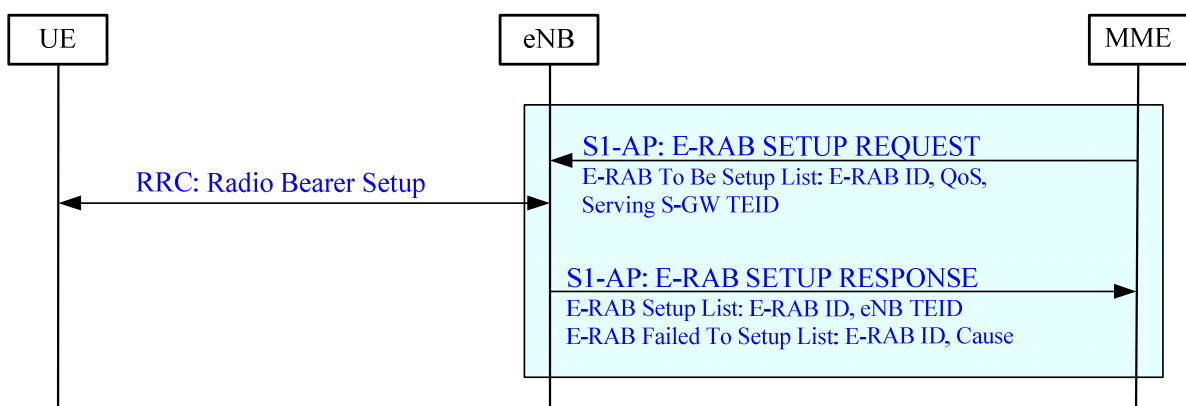 UE
eNB
MME
S1-AP: E-RAB SETUP REQUEST
E-RAB To Be Setup List: E-RAB ID, QoS,
Serving S-GW TEID
RRC: Radio Bearer Setup
S1-AP: E-RAB SETUP RESPONSE
E-RAB Setup List: E-RAB ID, eNB TEID
E-RAB Failed To Setup List: E-RAB ID, Cause